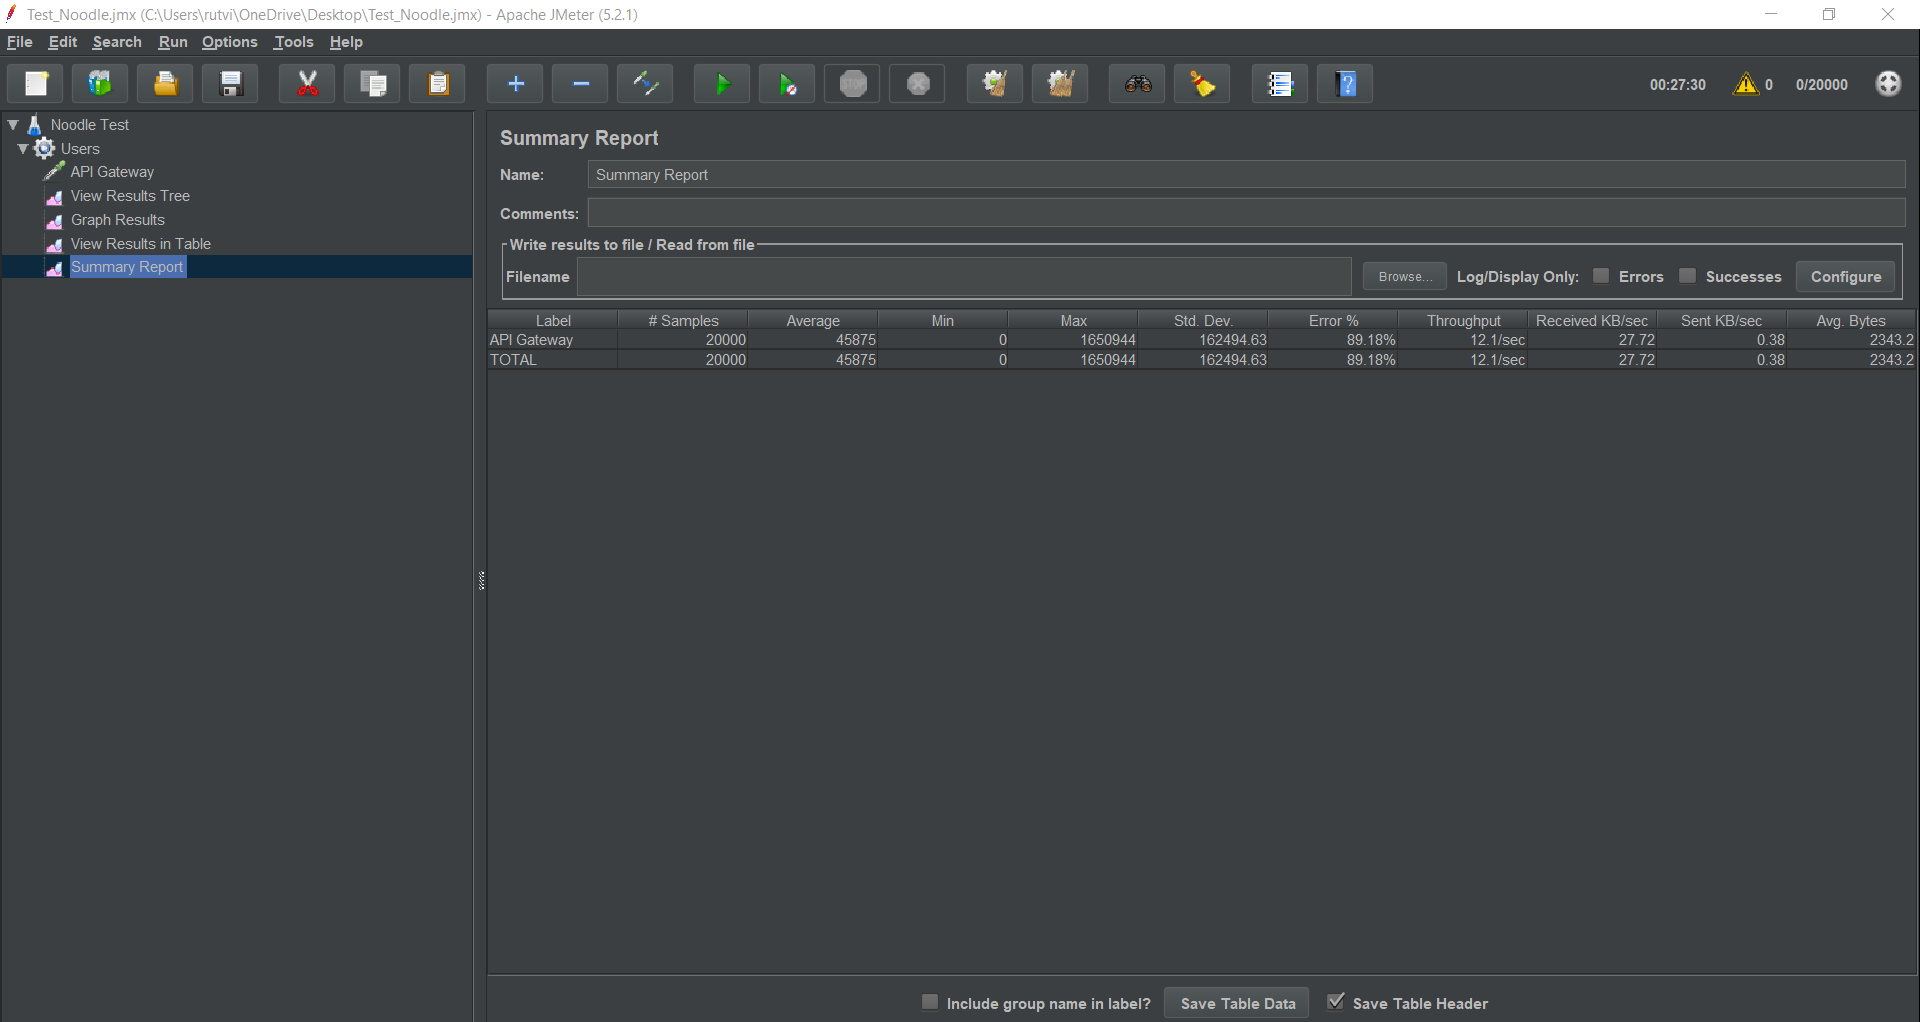 Test_Noodle.jmx (C:\Users\rutvi\OneDrive\Desktop\Test_Noodle.jmx) - Apache JMeter (5.2.1)
File Edit Search Run Options Tools Help
STOP 00:27:30 0 0/20000
Noodle Test
Users
API Gateway
View Results Tree
Graph Results
View Results in Table
Summary Report
Summary Report
Name: Summary Report
Comments:
Write results to file / Read from file
Filename Browse... Log/Display Only: Errors Successes Configure
Label # Samples Average Min Max Std. Dev. Error % Throughput Received KB/sec Sent KB/sec Avg. Bytes
API Gateway 20000 45875 0 1650944 162494.63 89.18% 12.1/sec 27.72 0.38 2343.2
TOTAL 20000 45875 0 1650944 162494.63 89.18% 12.1/sec 27.72 0.38 2343.2
Include group name in label? Save Table Data Save Table Header